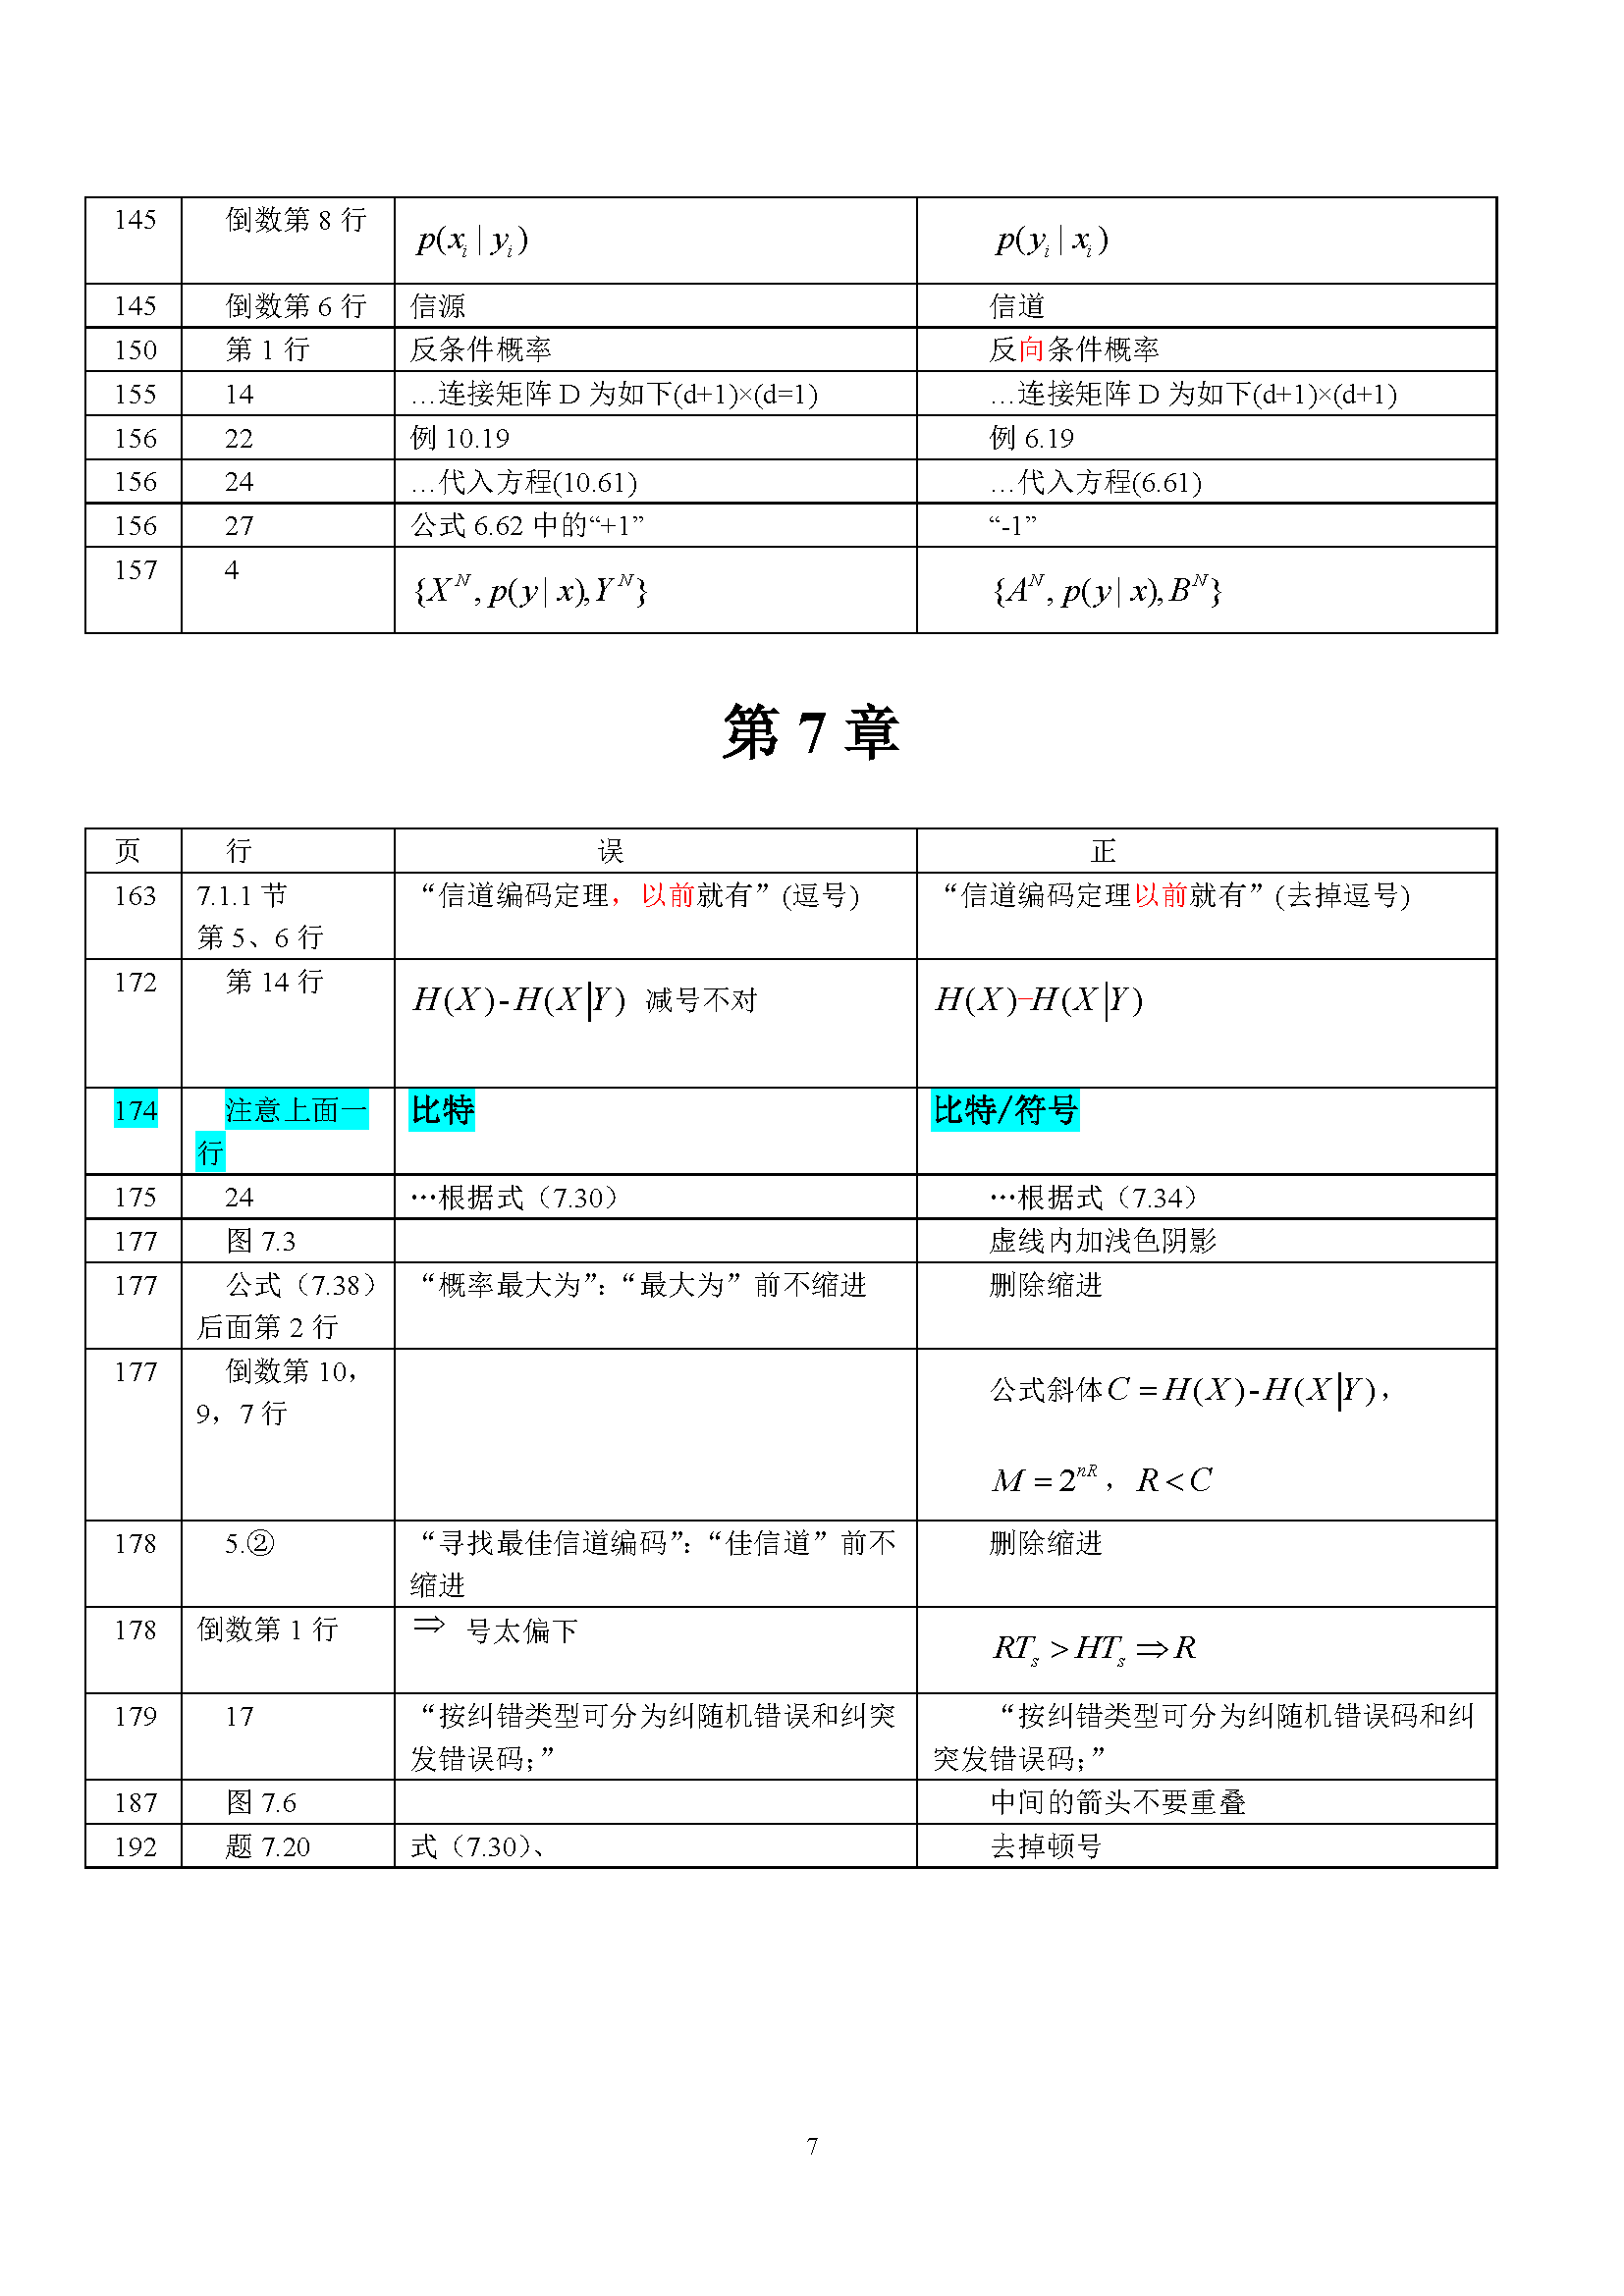 145 倒数第 8 行 p(x_i | y_i) p(y_i | x_i)
145 倒数第 6 行 信源 信道
150 第 1 行 反条件概率 反向条件概率
155 14 …连接矩阵 D 为如下(d+1)×(d=1) …连接矩阵 D 为如下(d+1)×(d+1)
156 22 例 10.19 例 6.19
156 24 …代入方程(10.61) …代入方程(6.61)
156 27 公式 6.62 中的“+1” “-1”
157 4 {X^N, p(y | x), Y^N} {A^N, p(y | x), B^N}
第 7 章
页 行 误 正
163 7.1.1 节 “信道编码定理，以前就有”(逗号) “信道编码定理以前就有”(去掉逗号)
第 5、6 行
172 第 14 行 H(X)-H(X|Y) 减号不对 H(X)–H(X|Y)
174 注意上面一 比特 比特/符号
行
175 24 …根据式（7.30） …根据式（7.34）
177 图 7.3 虚线内加浅色阴影
177 公式（7.38） “概率最大为”：“最大为”前不缩进 删除缩进
后面第 2 行
177 倒数第 10， 公式斜体 C = H(X)-H(X|Y)，
9，7 行
M = 2^{nR}，R < C
178 5.② “寻找最佳信道编码”：“佳信道”前不 删除缩进
缩进
178 倒数第 1 行 ⇒ 号太偏下 RT_s > HT_s ⇒ R
179 17 “按纠错类型可分为纠随机错误和纠突 “按纠错类型可分为纠随机错误码和纠
发错误码；” 突发错误码；”
187 图 7.6 中间的箭头不要重叠
192 题 7.20 式（7.30）、 去掉顿号
7